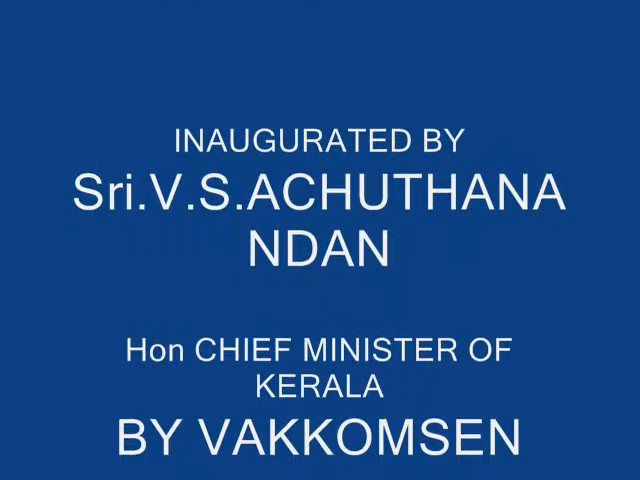 INAUGURATED BY
Sri.V.S.ACHUTHANA
NDAN
Hon CHIEF MINISTER OF
KERALA
BY VAKKOMSEN